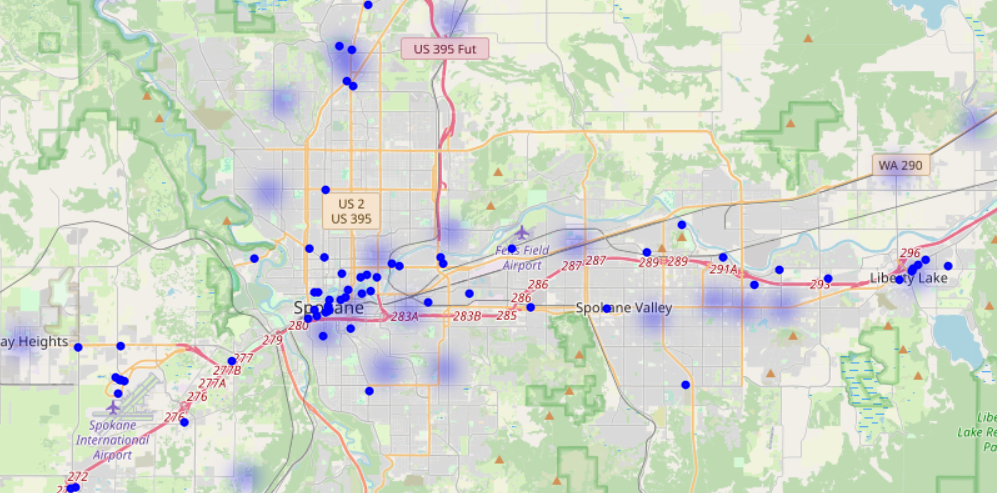 US 395 Fut
WA 290
US 2
US 395
Felts Field
Airport
296
287
287
289
289
291A
293
Liberty Lake
286
286
Spokane
Spokane Valley
280
283A
283B
285
279
ay Heights
277
277B
277A
276
276
Spokane
International
Airport
272
Libe
Lake Re
Pa